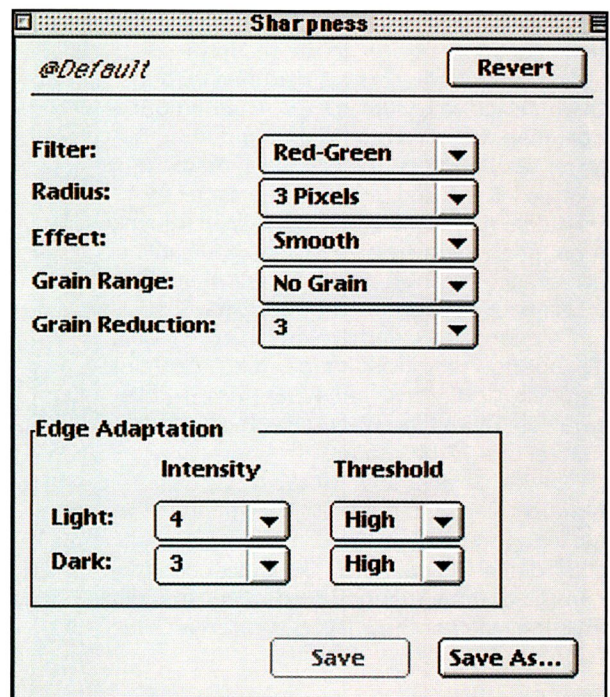 Sharpness
@Default Revert
Filter: Red-Green
Radius: 3 Pixels
Effect: Smooth
Grain Range: No Grain
Grain Reduction: 3
Edge Adaptation
Intensity Threshold
Light: 4 High
Dark: 3 High
Save Save As...